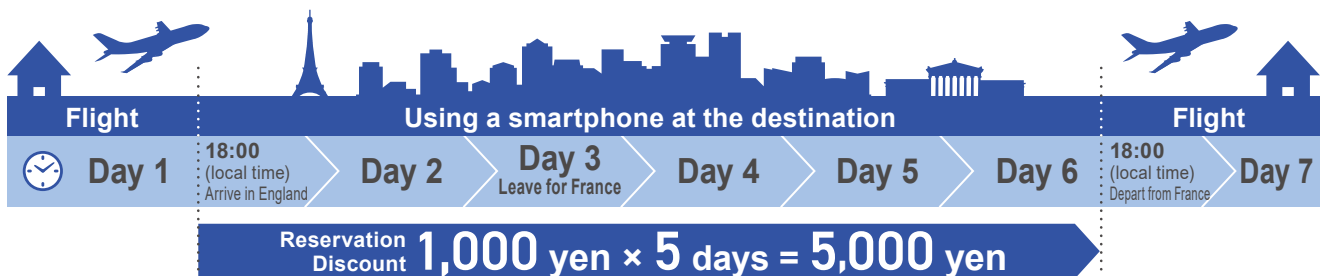 Flight
Using a smartphone at the destination
Flight
Day 1
18:00
(local time)
Arrive in England
Day 2
Day 3
Leave for France
Day 4
Day 5
Day 6
18:00
(local time)
Depart from France
Day 7
Reservation
Discount
1,000 yen × 5 days = 5,000 yen